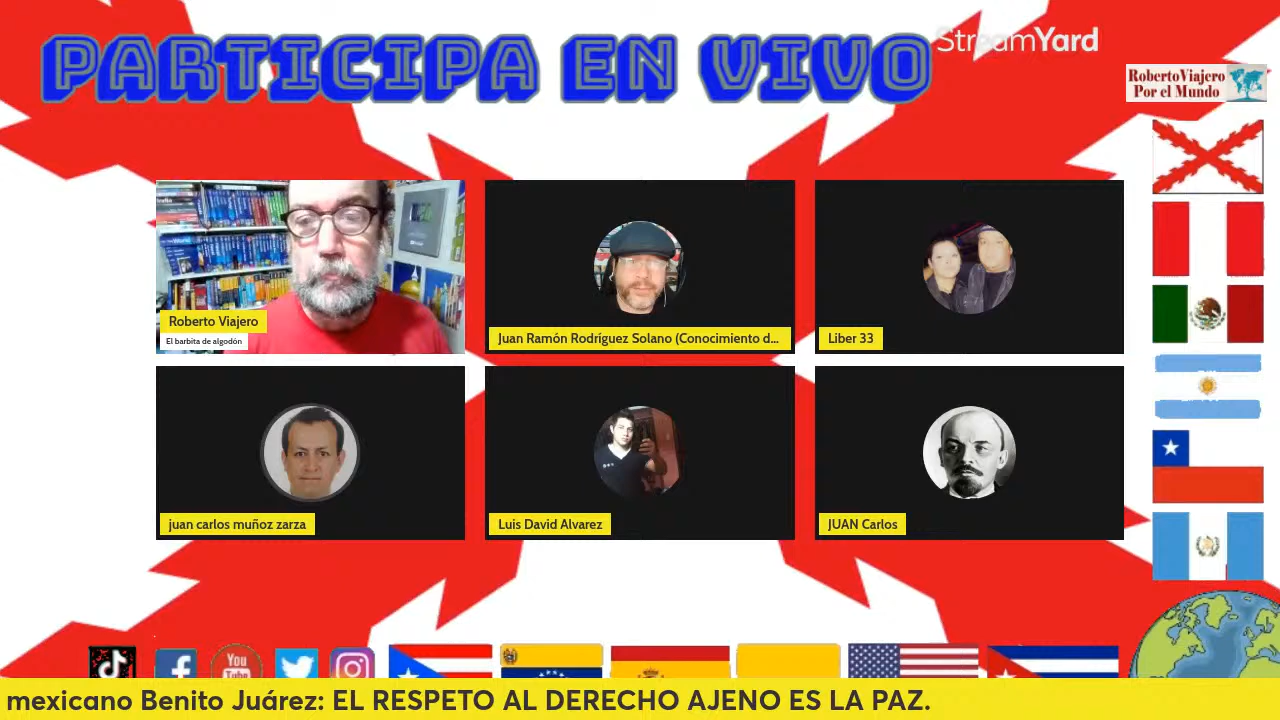 PARTICIPA EN VIVO
StreamYard
RobertoViajero
Por el Mundo
Roberto Viajero
El barbita de algodón
Juan Ramón Rodríguez Solano (Conocimiento d...
Liber 33
juan carlos muñoz zarza
Luis David Alvarez
JUAN Carlos
You
Tube
mexicano Benito Juárez: EL RESPETO AL DERECHO AJENO ES LA PAZ.